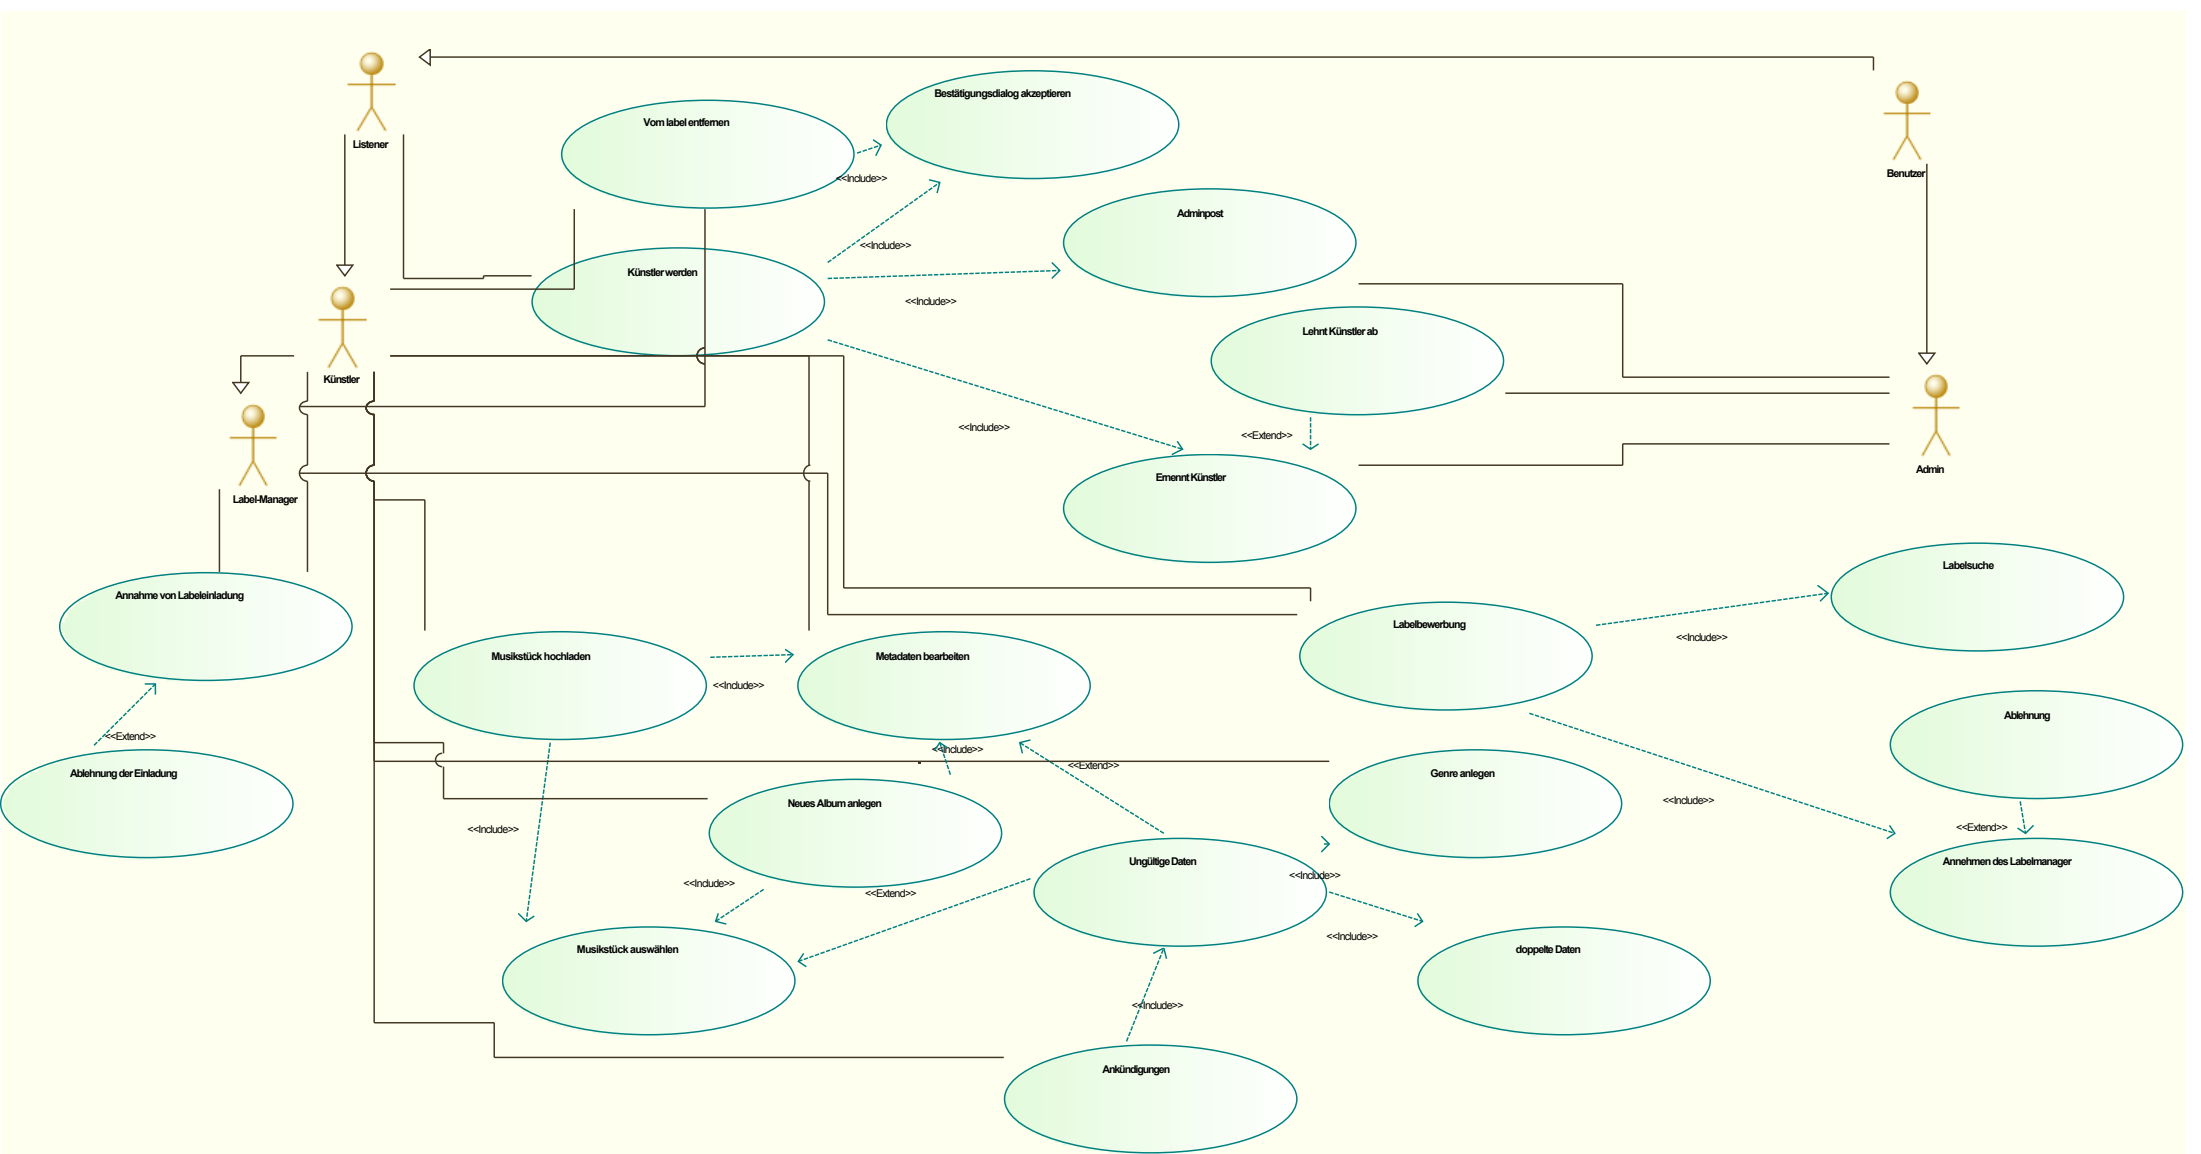 Bestätigungsdialog akzeptieren
Vom label entfernen
Listener
Benutzer
<<Include>>
Adminpost
<<Include>>
Künstler werden
<<Include>>
Lehnt Künstler ab
Künstler
<<Include>>
<<Extend>>
Admin
Ernennt Künstler
Label-Manager
Labelsuche
Annahme von Labeleinladung
Labelbewerbung
<<Include>>
Musikstück hochladen
Metadaten bearbeiten
<<Include>>
Ablehnung
<<Extend>>
<<Include>>
<<Extend>>
Ablehnung der Einladung
Genre anlegen
Neues Album anlegen
<<Include>>
<<Include>>
<<Extend>>
Ungültige Daten
Annehmen des Labelmanager
<<Include>>
<<Include>>
<<Extend>>
<<Include>>
Musikstück auswählen
doppelte Daten
<<Include>>
Ankündigungen